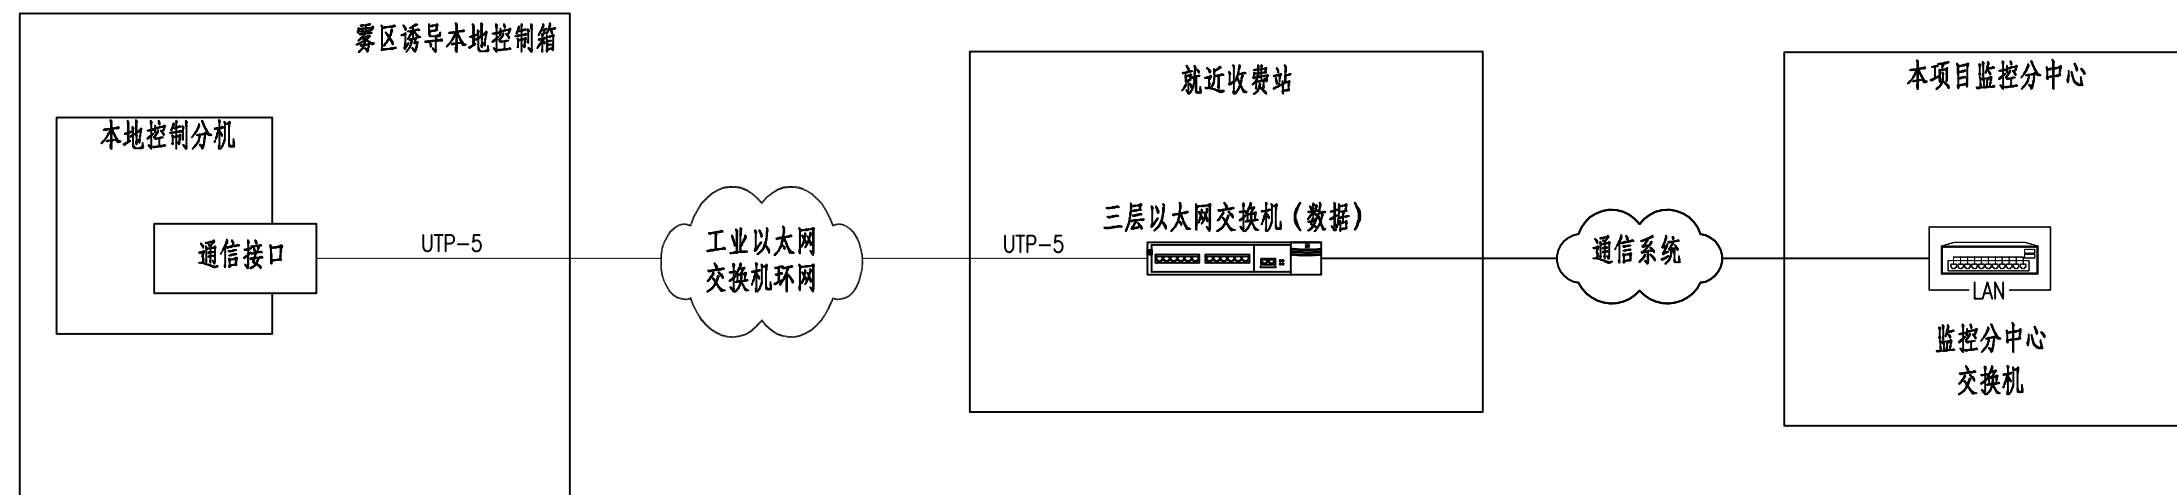 雾区诱导本地控制箱
本地控制分机
通信接口
UTP-5
工业以太网
交换机环网
就近收费站
三层以太网交换机（数据）
UTP-5
通信系统
本项目监控分中心
LAN
监控分中心
交换机